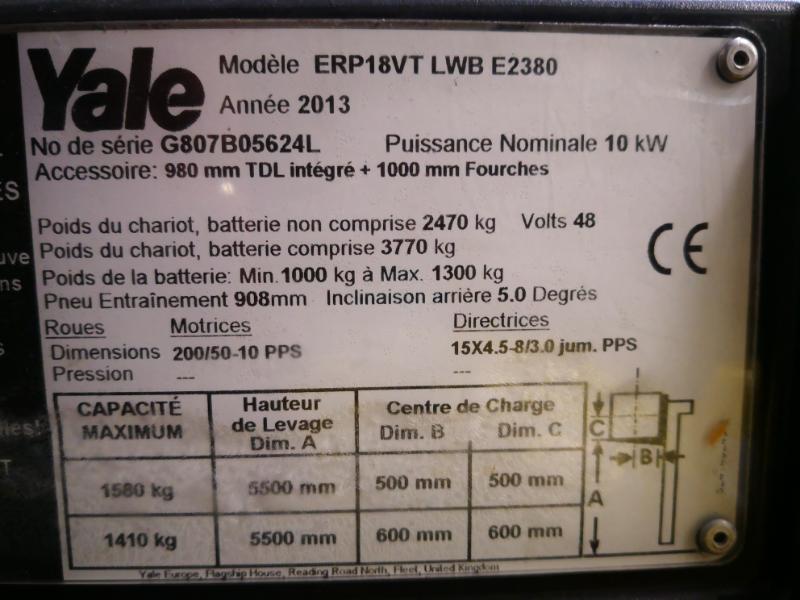 Yale
Modèle ERP18VT LWB E2380
Année 2013
No de série G807B05624L Puissance Nominale 10 kW
Accessoire: 980 mm TDL intégré + 1000 mm Fourches
Poids du chariot, batterie non comprise 2470 kg Volts 48
Poids du chariot, batterie comprise 3770 kg
Poids de la batterie: Min.1000 kg à Max. 1300 kg
Pneu Entraînement 908mm Inclinaison arrière 5.0 Degrés
CE
Roues Motrices Directrices
Dimensions 200/50-10 PPS 15X4.5-8/3.0 jum. PPS
Pression --- ---
CAPACITÉ MAXIMUM Hauteur de Levage Dim. A Centre de Charge Dim. B Dim. C
1580 kg 5500 mm 500 mm 500 mm
1410 kg 5500 mm 600 mm 600 mm
C
B
A
Yale Europe, Flagship House, Reading Road North, Fleet, United Kingdom